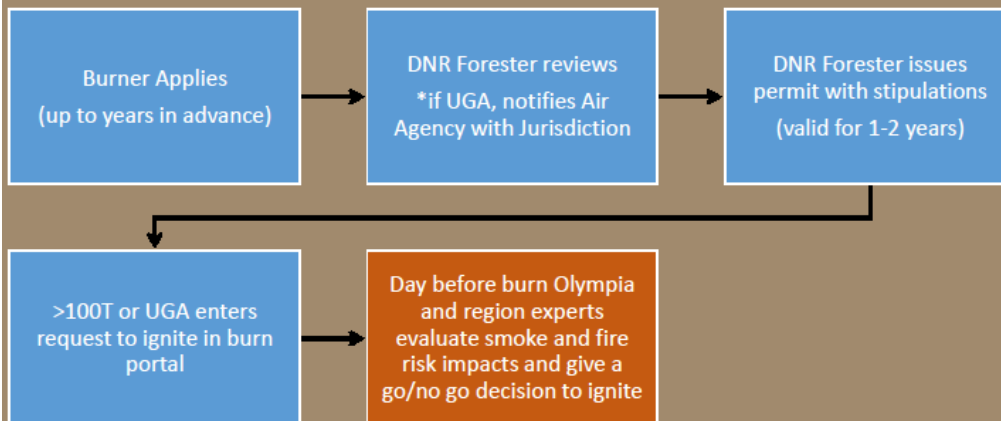 Burner Applies
(up to years in advance)
DNR Forester reviews
*if UGA, notifies Air
Agency with Jurisdiction
DNR Forester issues
permit with stipulations
(valid for 1-2 years)
>100T or UGA enters
request to ignite in burn
portal
Day before burn Olympia
and region experts
evaluate smoke and fire
risk impacts and give a
go/no go decision to ignite